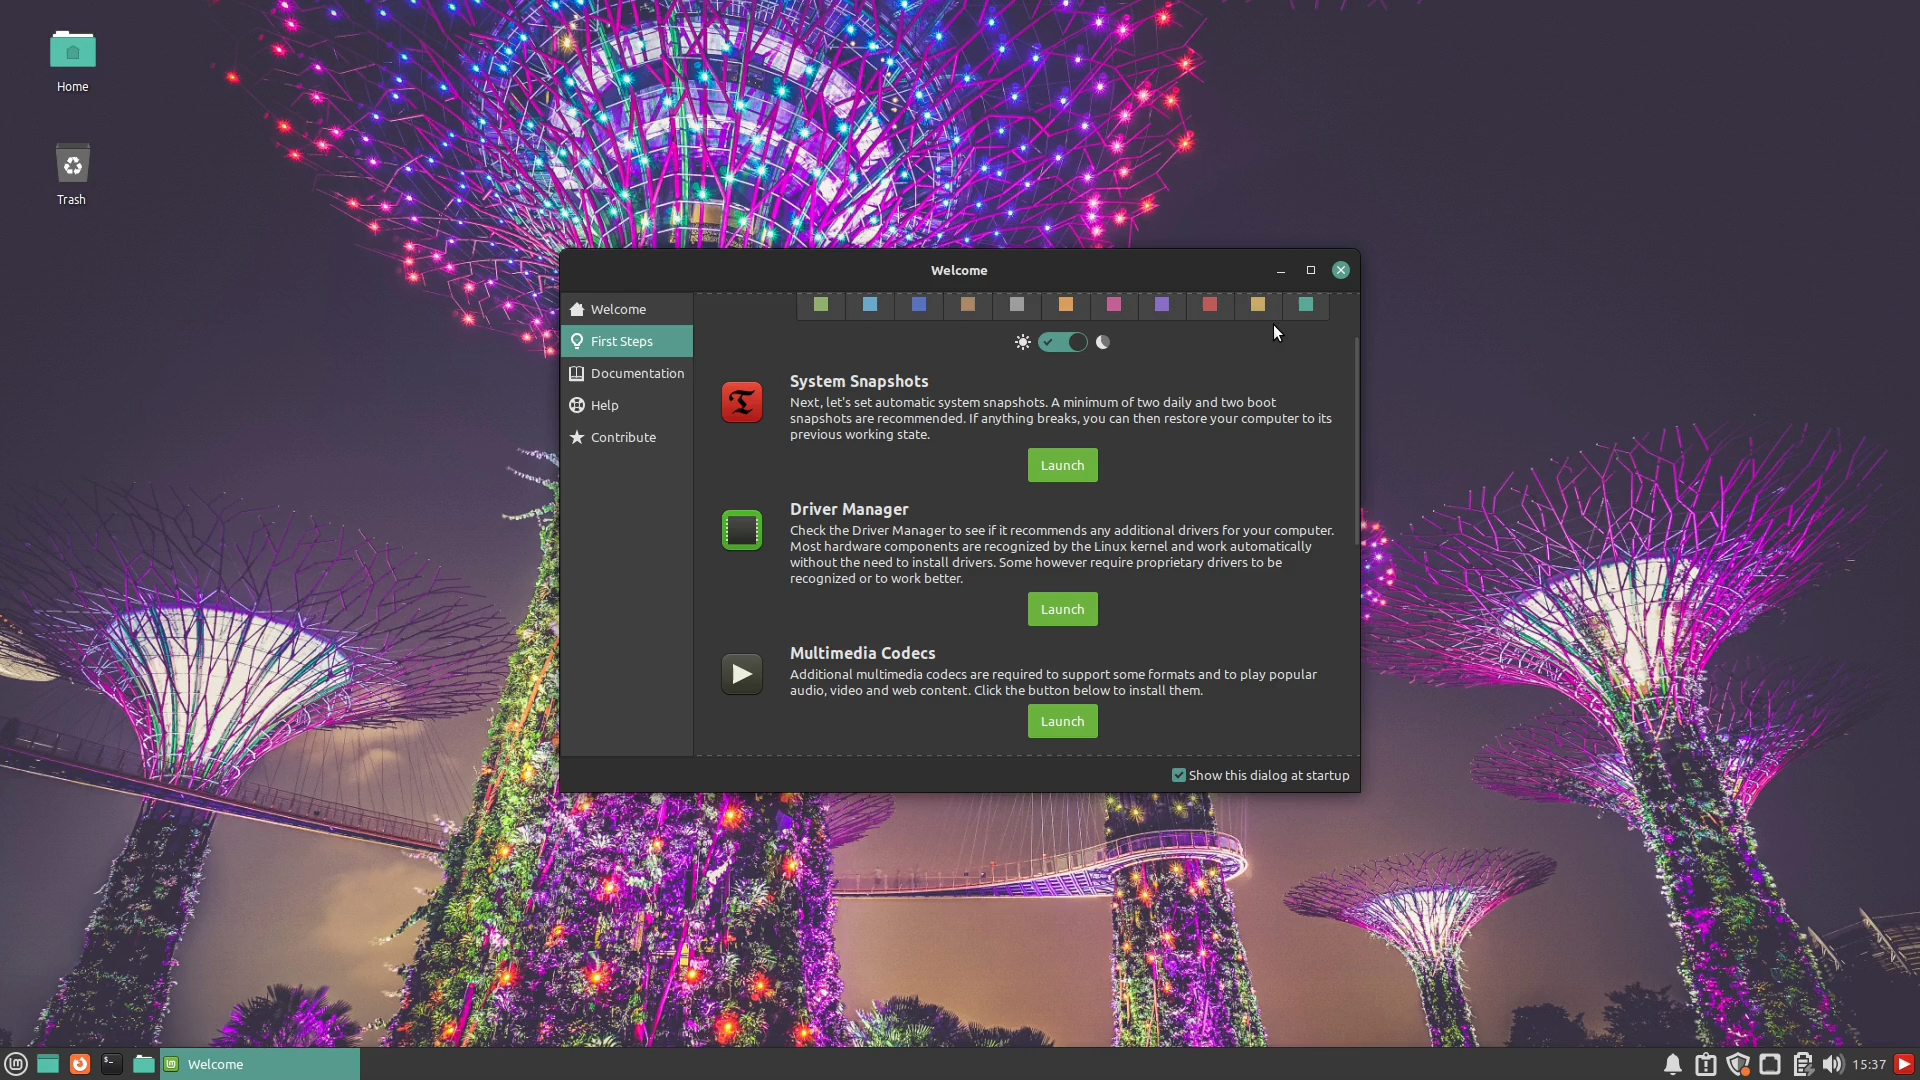 Home
Trash
Welcome
Welcome
First Steps
Documentation
Help
Contribute
System Snapshots
Next, let's set automatic system snapshots. A minimum of two daily and two boot
snapshots are recommended. If anything breaks, you can then restore your computer to its
previous working state.
Launch
Driver Manager
Check the Driver Manager to see if it recommends any additional drivers for your computer.
Most hardware components are recognized by the Linux kernel and work automatically
without the need to install drivers. Some however require proprietary drivers to be
recognized or to work better.
Launch
Multimedia Codecs
Additional multimedia codecs are required to support some formats and to play popular
audio, video and web content. Click the button below to install them.
Launch
Show this dialog at startup
Welcome
15:37